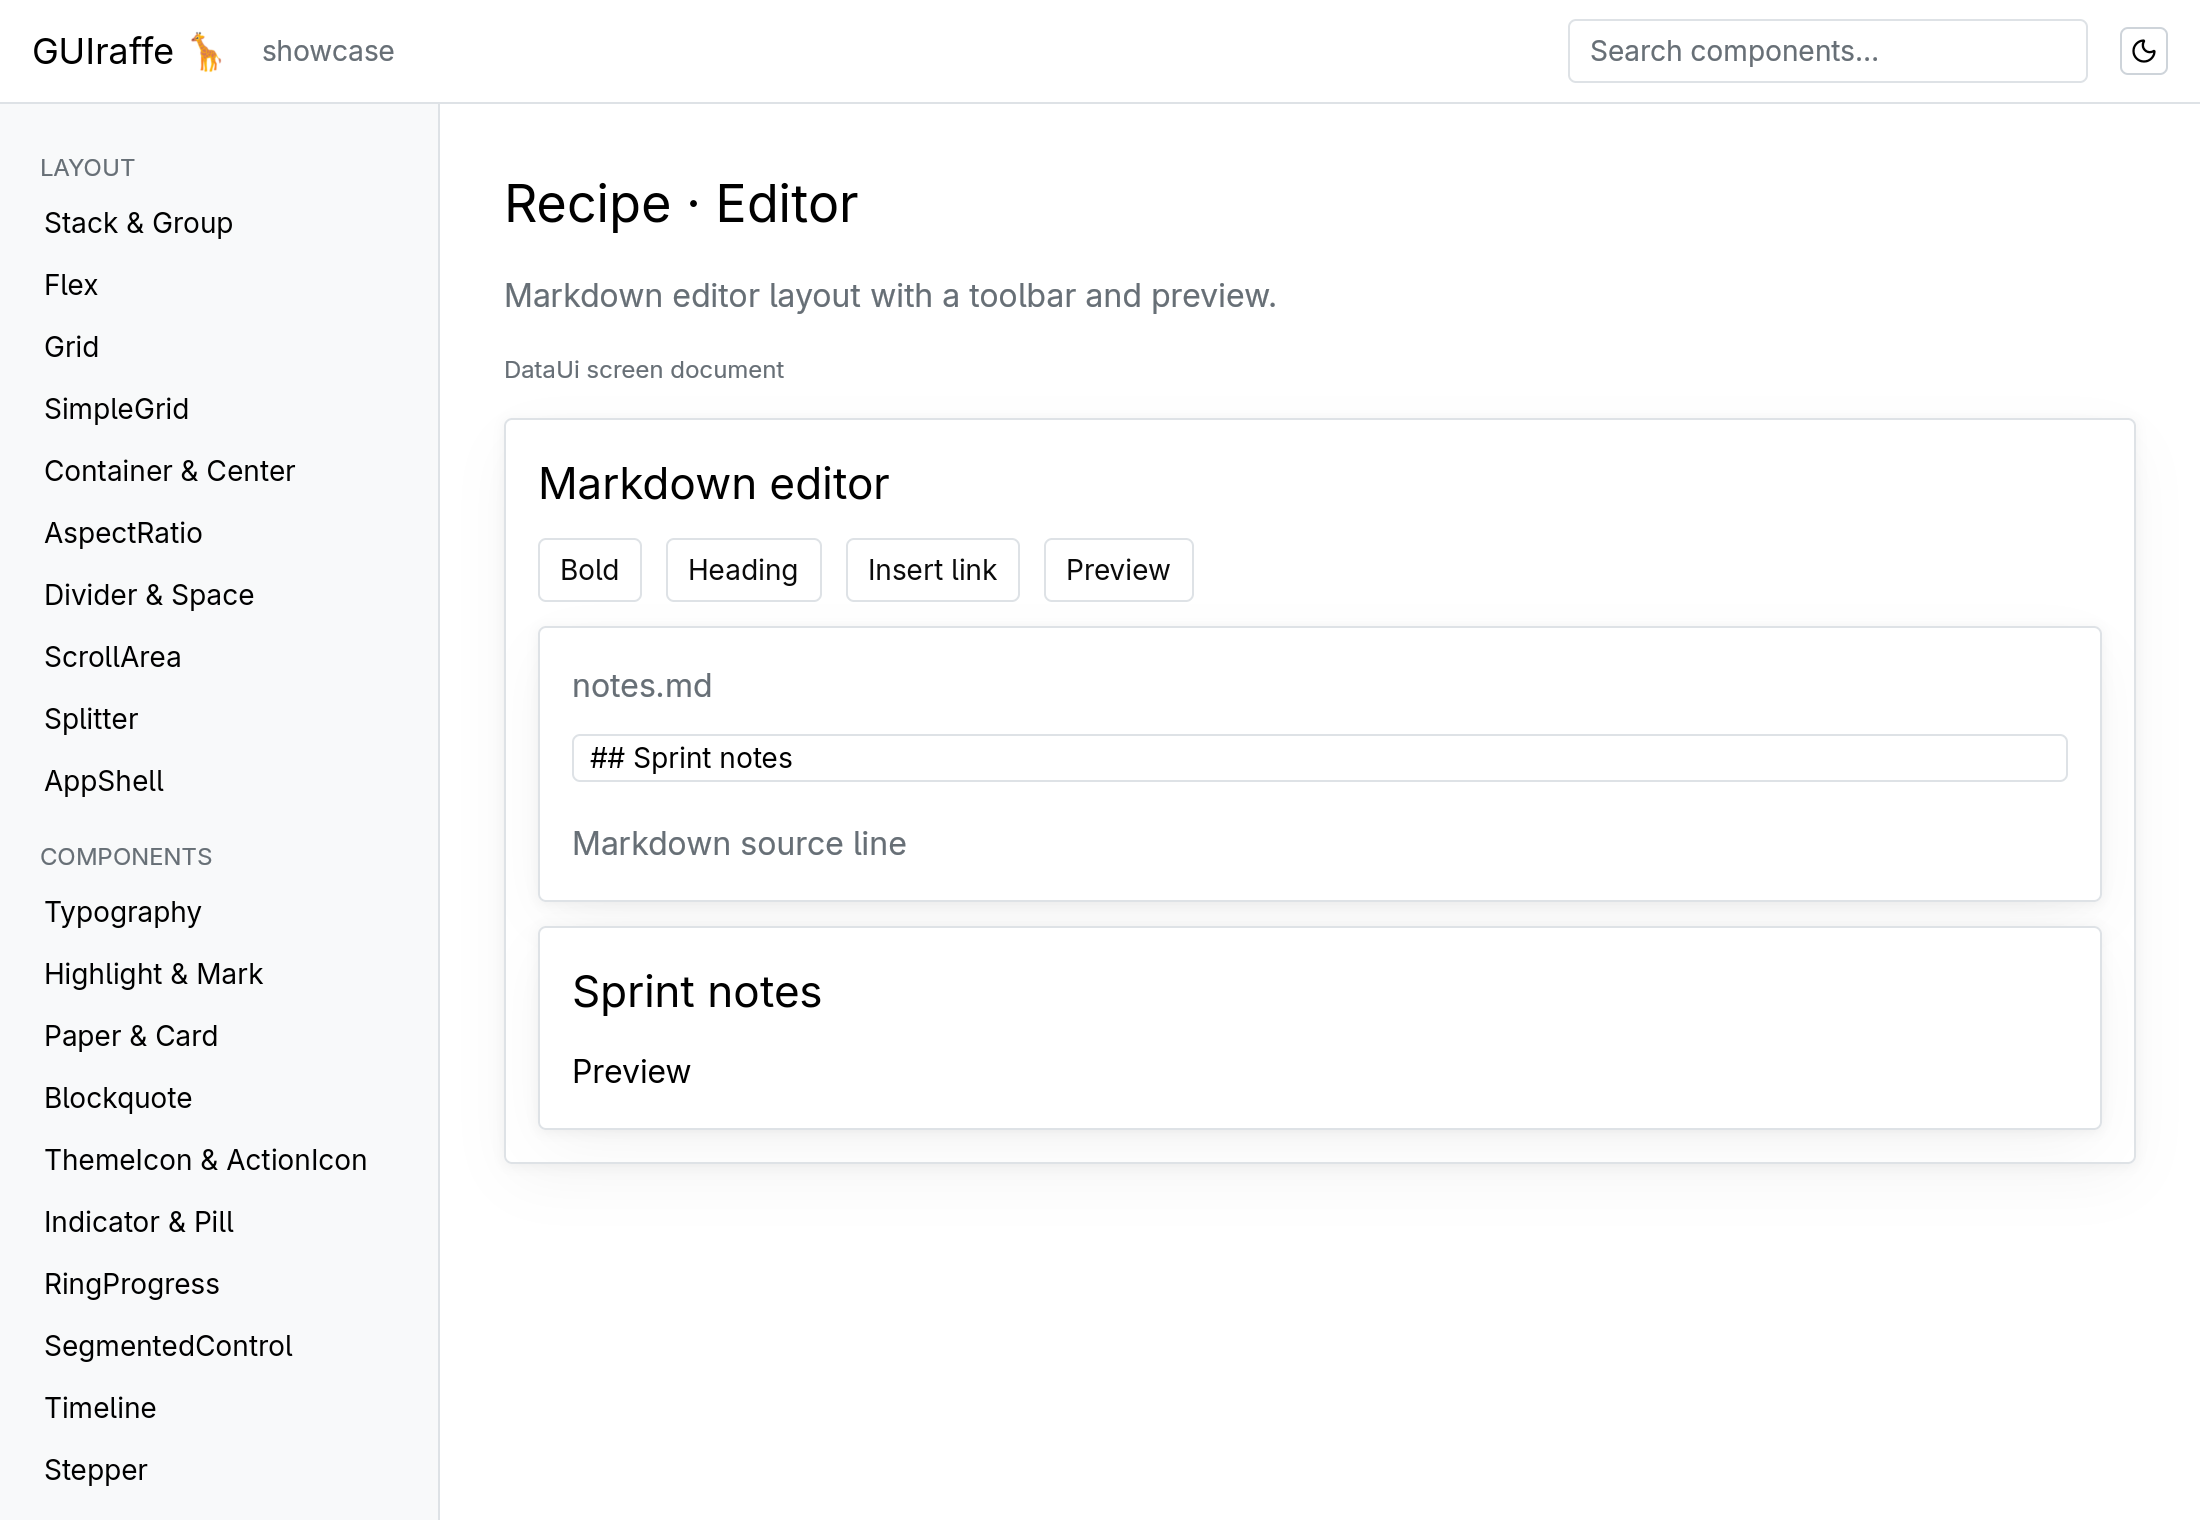 GUIraffe 🦒 showcase
Search components...
LAYOUT
Stack & Group
Flex
Grid
SimpleGrid
Container & Center
AspectRatio
Divider & Space
ScrollArea
Splitter
AppShell
COMPONENTS
Typography
Highlight & Mark
Paper & Card
Blockquote
ThemeIcon & ActionIcon
Indicator & Pill
RingProgress
SegmentedControl
Timeline
Stepper
Recipe · Editor
Markdown editor layout with a toolbar and preview.
DataUi screen document
Markdown editor
Bold Heading Insert link Preview
notes.md
## Sprint notes
Markdown source line
Sprint notes
Preview